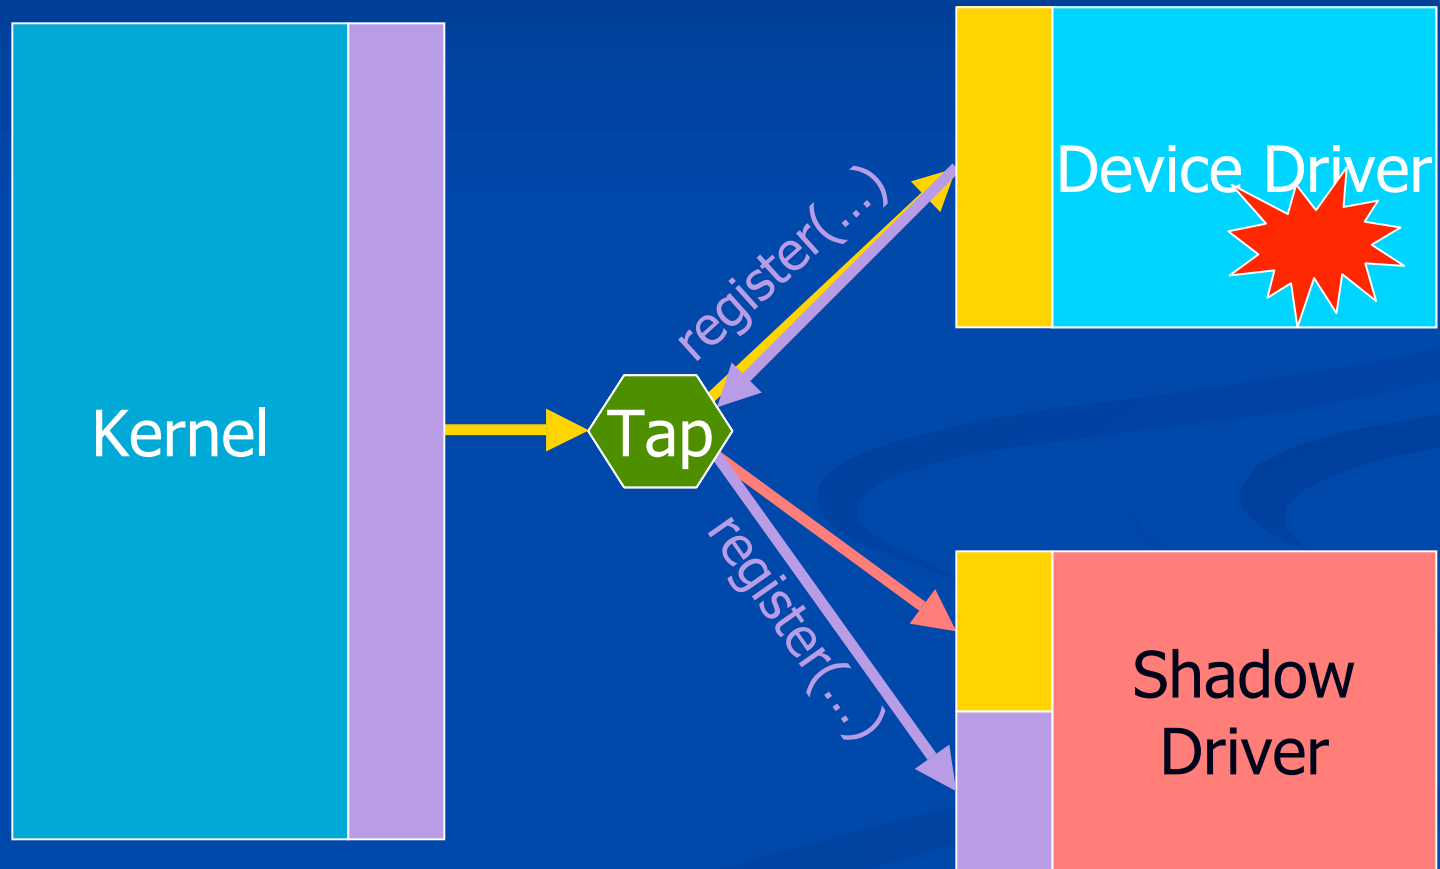 Device Driver
register(...)
Kernel
Tap
register(...)
Shadow
Driver